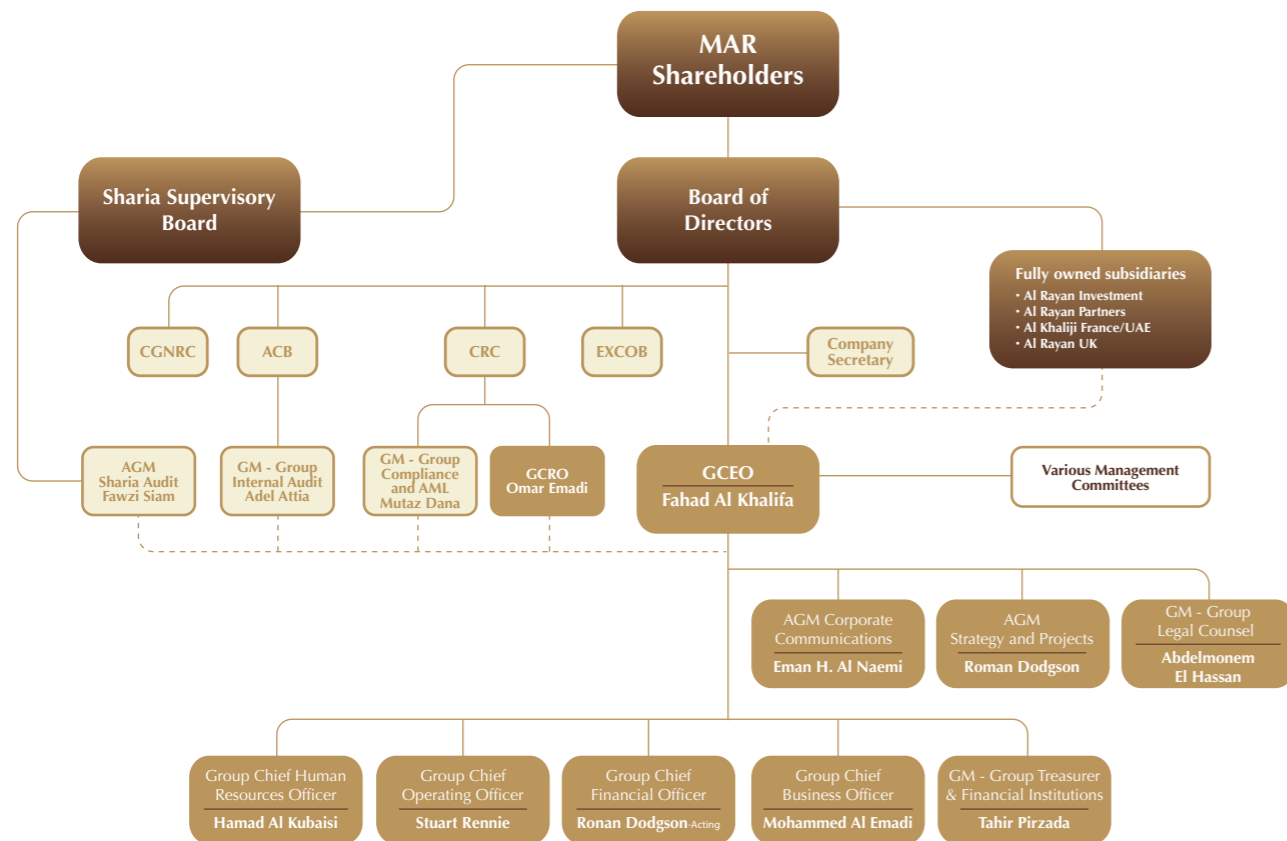 MAR
Shareholders
Sharia Supervisory
Board
Board of
Directors
Fully owned subsidiaries
• Al Rayan Investment
• Al Rayan Partners
• Al Khaliji France/UAE
• Al Rayan UK
CGNRC
ACB
CRC
EXCOB
Company
Secretary
AGM
Sharia Audit
Fawzi Siam
GM - Group
Internal Audit
Adel Attia
GM - Group
Compliance
and AML
Mutaz Dana
GCRO
Omar Emadi
GCEO
Fahad Al Khalifa
Various Management
Committees
AGM Corporate
Communications
Eman H. Al Naemi
AGM
Strategy and Projects
Roman Dodgson
GM - Group
Legal Counsel
Abdelmonem
El Hassan
Group Chief Human
Resources Officer
Hamad Al Kubaisi
Group Chief
Operating Officer
Stuart Rennie
Group Chief
Financial Officer
Ronan Dodgson-Acting
Group Chief
Business Officer
Mohammed Al Emadi
GM - Group Treasurer
& Financial Institutions
Tahir Pirzada